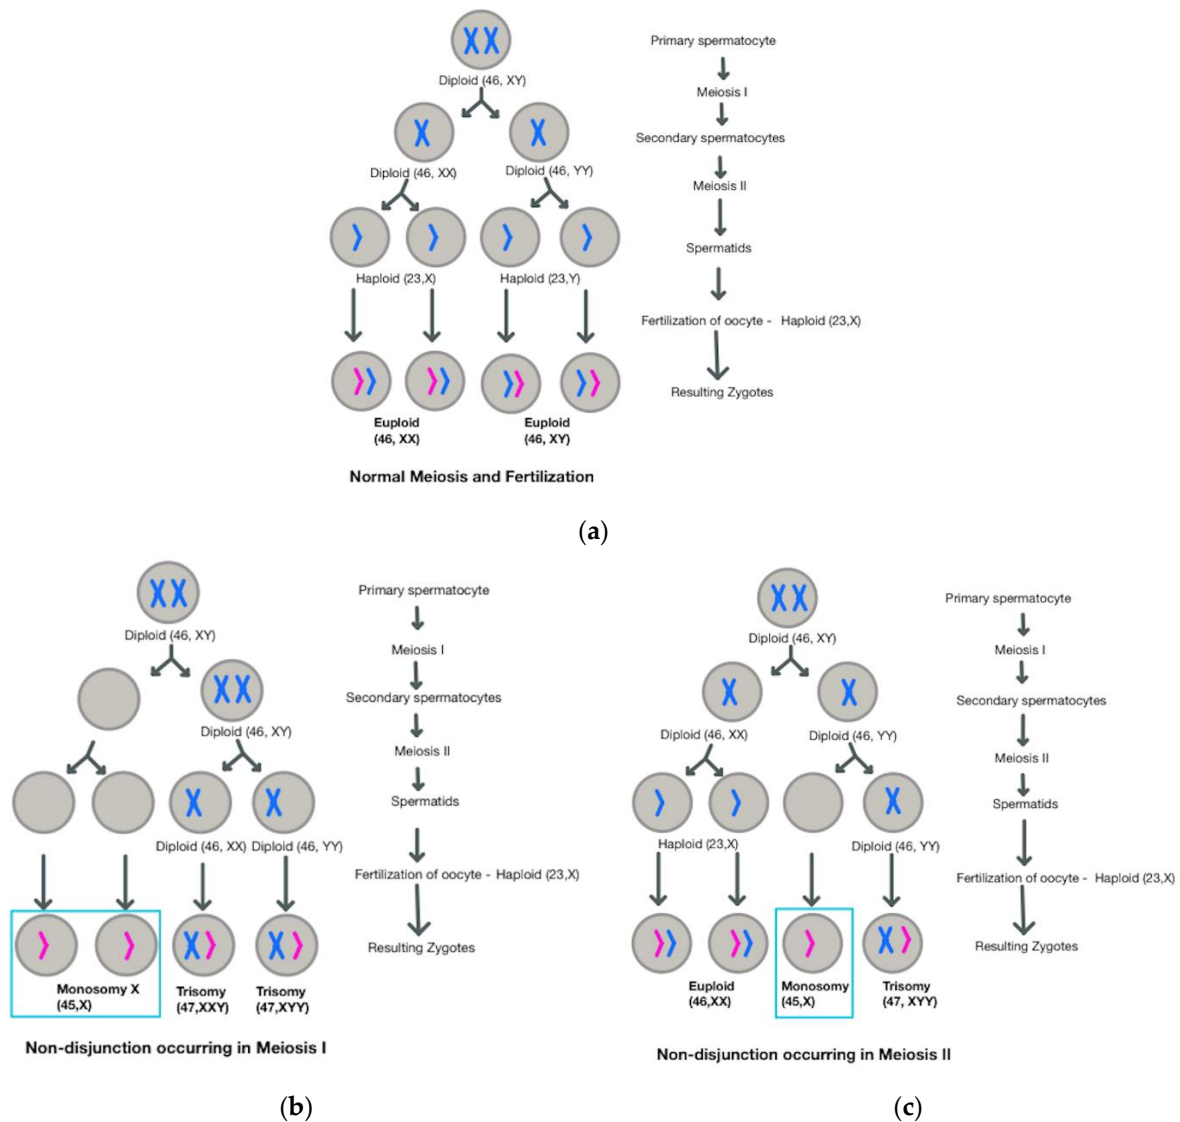 Primary spermatocyte
Diploid (46, XY)
Meiosis I
Secondary spermatocytes
Diploid (46, XX)
Diploid (46, YY)
Meiosis II
Spermatids
Haploid (23,X)
Haploid (23,Y)
Fertilization of oocyte - Haploid (23,X)
Resulting Zygotes
Euploid
(46, XX)
Euploid
(46, XY)
Normal Meiosis and Fertilization
(a)
Primary spermatocyte
Diploid (46, XY)
Meiosis I
Secondary spermatocytes
Diploid (46, XY)
Meiosis II
Spermatids
Diploid (46, XX)
Diploid (46, YY)
Fertilization of oocyte - Haploid (23,X)
Resulting Zygotes
Monosomy X
(45,X)
Trisomy
(47,XXY)
Trisomy
(47,XYY)
Non-disjunction occurring in Meiosis I
(b)
Primary spermatocyte
Diploid (46, XY)
Meiosis I
Secondary spermatocytes
Diploid (46, XX)
Diploid (46, YY)
Meiosis II
Spermatids
Haploid (23,X)
Diploid (46, YY)
Fertilization of oocyte - Haploid (23,X)
Resulting Zygotes
Euploid
(46,XX)
Monosomy
(45,X)
Trisomy
(47, XYY)
Non-disjunction occurring in Meiosis II
(c)